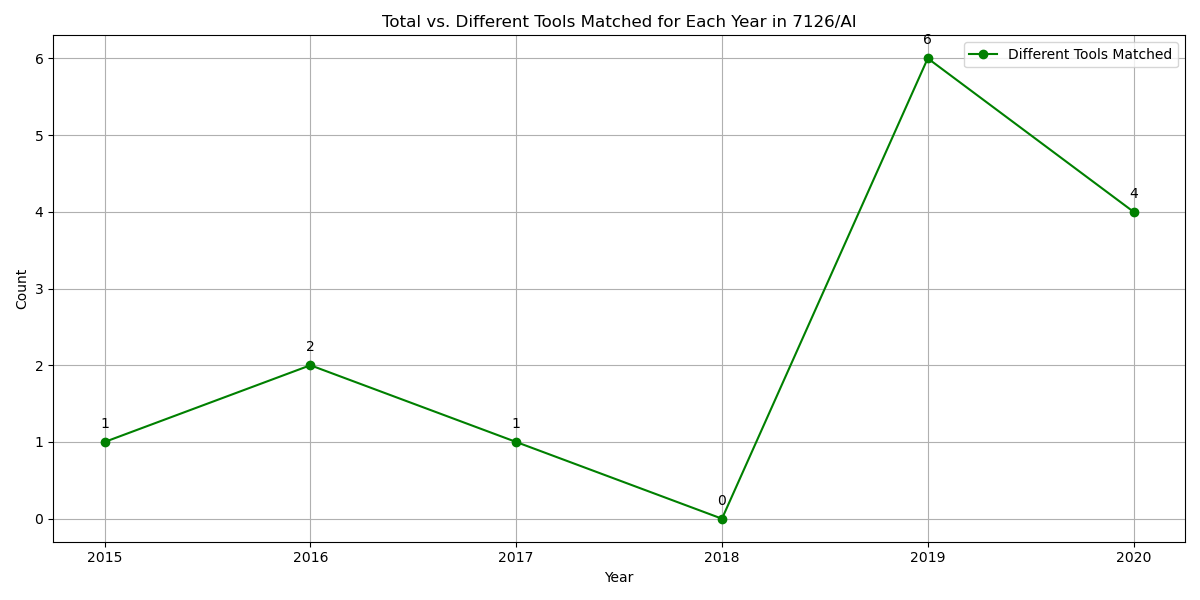 Total vs. Different Tools Matched for Each Year in 7126/AI
Different Tools Matched
Count
6
5
4
3
2
1
0
1
2
1
0
6
4
2015 2016 2017 2018 2019 2020
Year